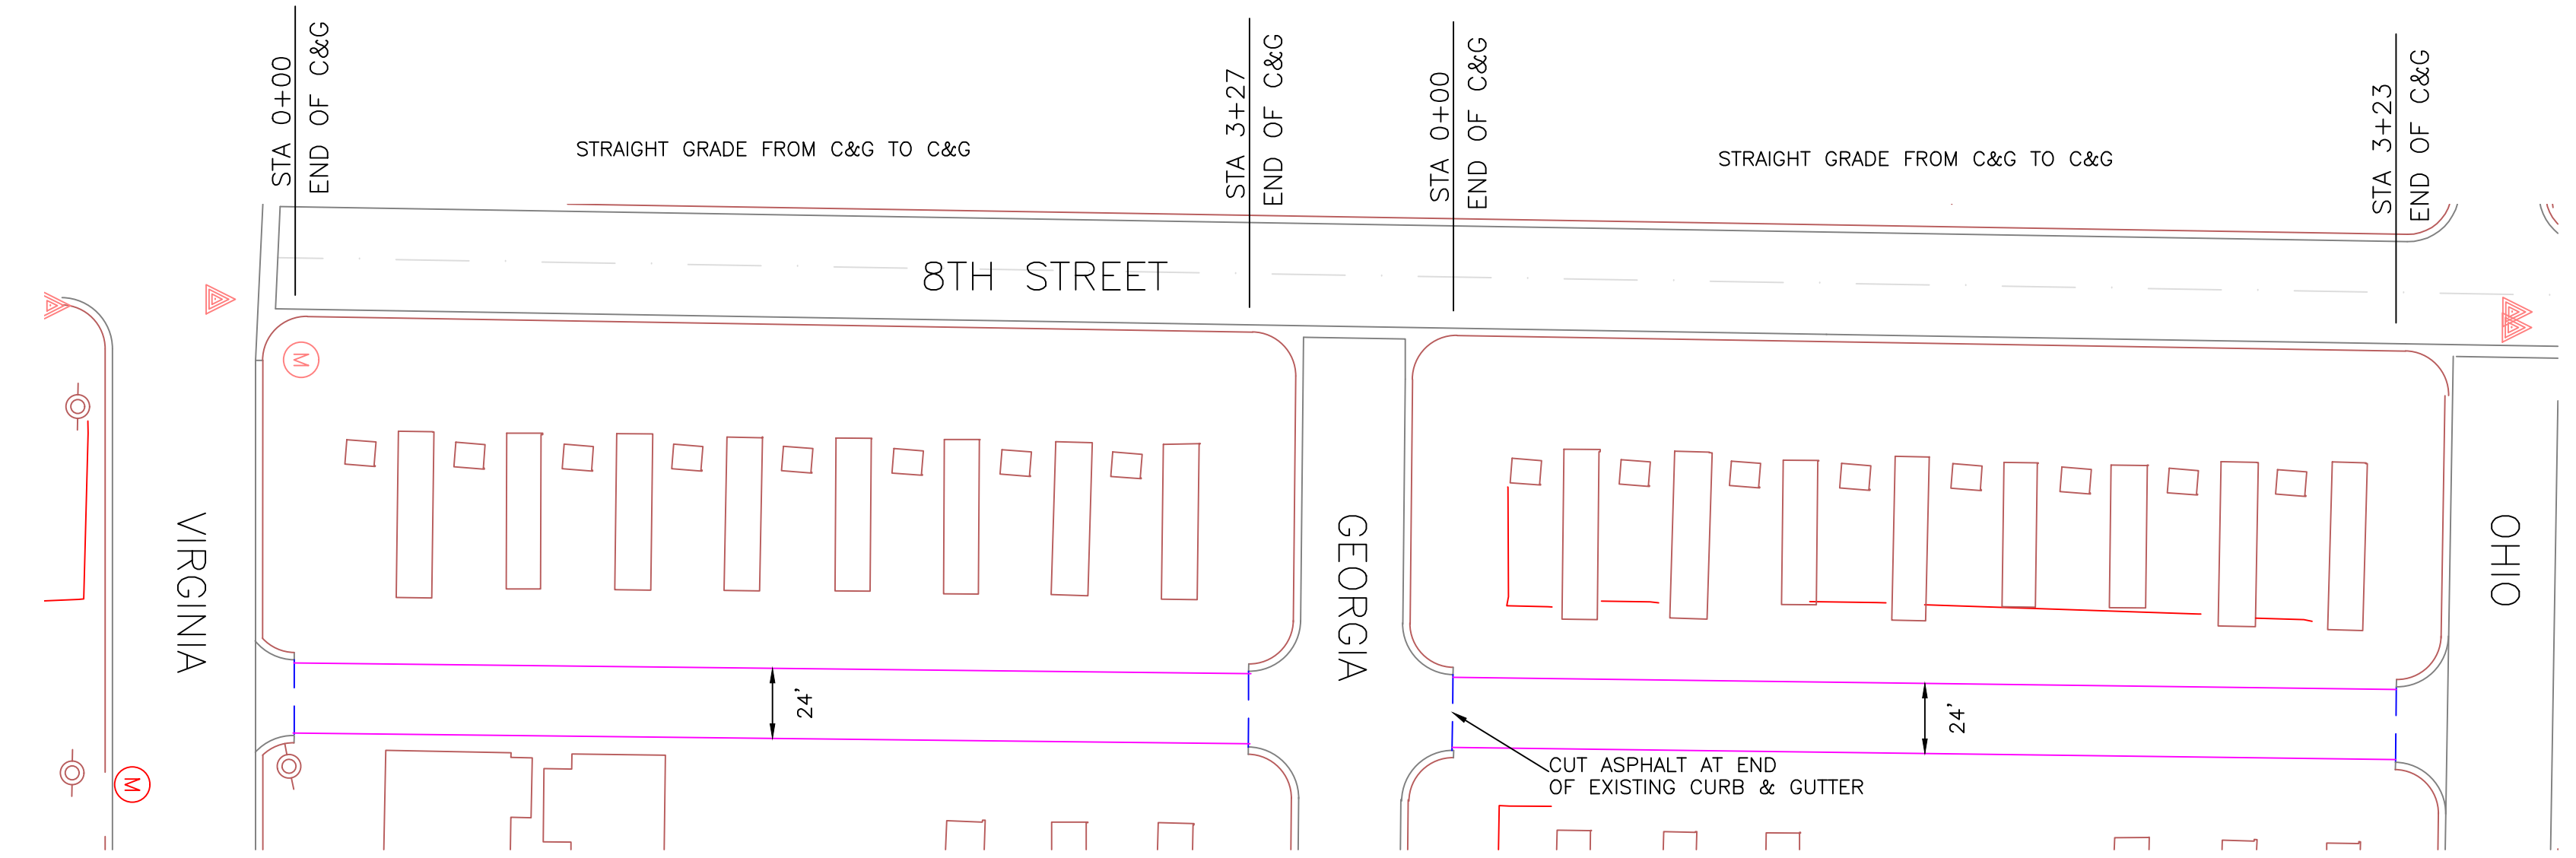 STA 0+00
END OF C&G
STA 3+27
END OF C&G
STA 0+00
END OF C&G
STA 3+23
END OF C&G
STRAIGHT GRADE FROM C&G TO C&G
STRAIGHT GRADE FROM C&G TO C&G
8TH STREET
M
VIRGINIA
GEORGIA
OHIO
24'
24'
M
CUT ASPHALT AT END
OF EXISTING CURB & GUTTER